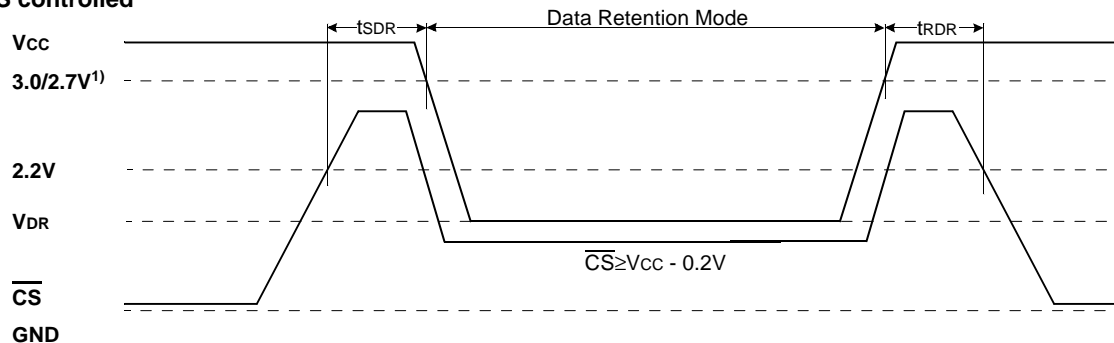 CS controlled
tSDR
Data Retention Mode
tRDR
VCC
3.0/2.7V1)
2.2V
VDR
CS≥VCC - 0.2V
CS
GND